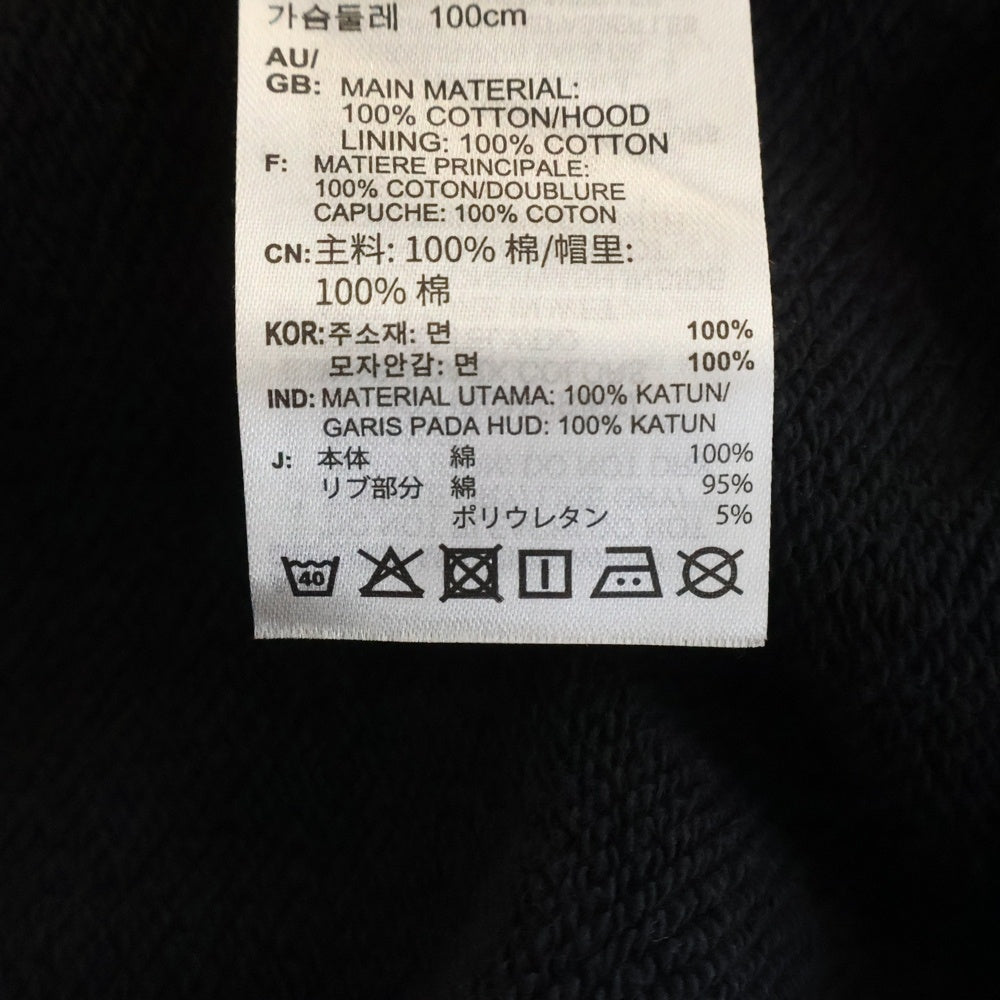 가슴둘레 100cm
AU/
GB: MAIN MATERIAL:
100% COTTON/HOOD
LINING: 100% COTTON
F: MATIERE PRINCIPALE:
100% COTON/DOUBLURE
CAPUCHE: 100% COTON
CN: 主料: 100% 棉/帽里:
100% 棉
KOR: 주소재: 면 100%
모자안감: 면 100%
IND: MATERIAL UTAMA: 100% KATUN/
GARIS PADA HUD: 100% KATUN
J: 本体 綿 100%
リブ部分 綿 95%
ポリウレタン 5%
40